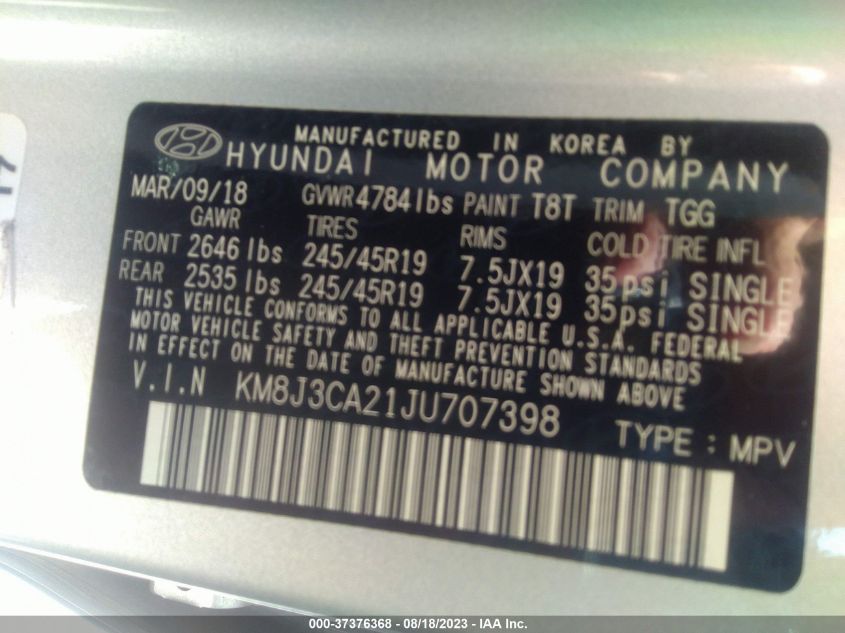 MANUFACTURED IN KOREA BY
HYUNDAI MOTOR COMPANY
MAR/09/18 GVWR 4784lbs PAINT T8T TRIM TGG
GAWR TIRES RIMS COLD TIRE INFL
FRONT 2646 lbs 245/45R19 7.5JX19 35psi SINGLE
REAR 2535 lbs 245/45R19 7.5JX19 35psi SINGLE
THIS VEHICLE CONFORMS TO ALL APPLICABLE U.S.A. FEDERAL
MOTOR VEHICLE SAFETY AND THEFT PREVENTION STANDARDS
IN EFFECT ON THE DATE OF MANUFACTURE SHOWN ABOVE
V.I.N KM8J3CA21JU707398
TYPE : MPV
000-37376368 - 08/18/2023 - IAA Inc.